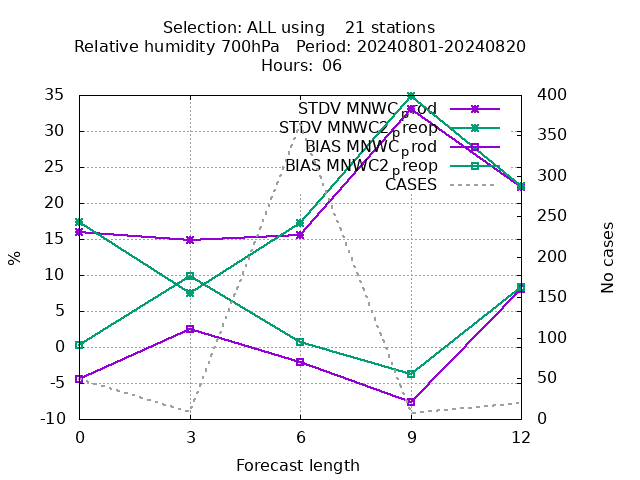 Selection: ALL using 21 stations
Relative humidity 700hPa Period: 20240801-20240820
Hours: 06
STDV MNWC_prod
STDV MNWC2_preop
BIAS MNWC_prod
BIAS MNWC2_preop
CASES
35
30
25
20
15
10
5
0
-5
-10
%
400
350
300
250
200
150
100
50
0
No cases
0 3 6 9 12
Forecast length